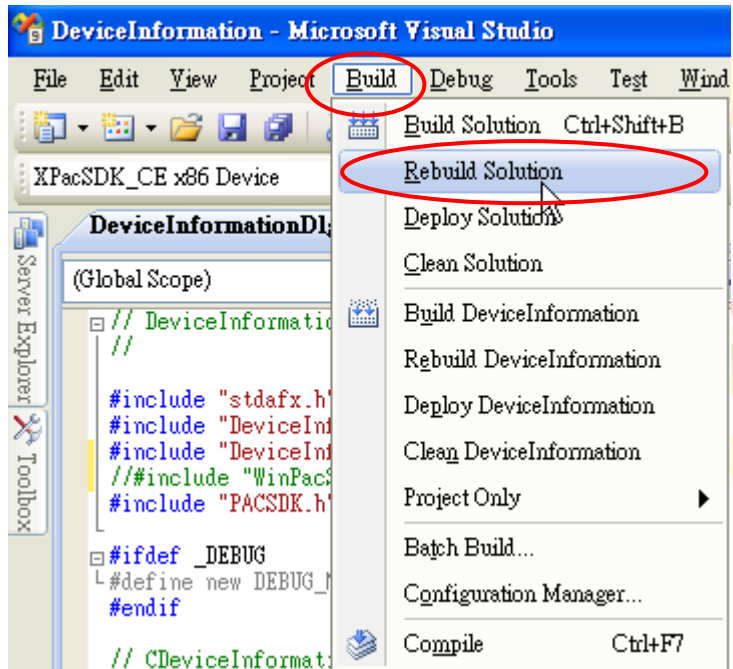 DeviceInformation - Microsoft Visual Studio
File Edit View Project Build Debug Tools Test Wind
XPacSDK_CE x86 Device
Build Solution Ctrl+Shift+B
Rebuild Solution
Deploy Solution
Clean Solution
Build DeviceInformation
Rebuild DeviceInformation
Deploy DeviceInformation
Clean DeviceInformation
Project Only
Batch Build...
Configuration Manager...
Compile Ctrl+F7
Server Explorer
Toolbox
DeviceInformationDl
(Global Scope)
// DeviceInformatio
//
#include "stdafx.h"
#include "DeviceInf
#include "DeviceInf
//#include "WinPacS
#include "PACSDK.h"
#ifdef _DEBUG
#define new DEBUG_N
#endif
// CDeviceInformati